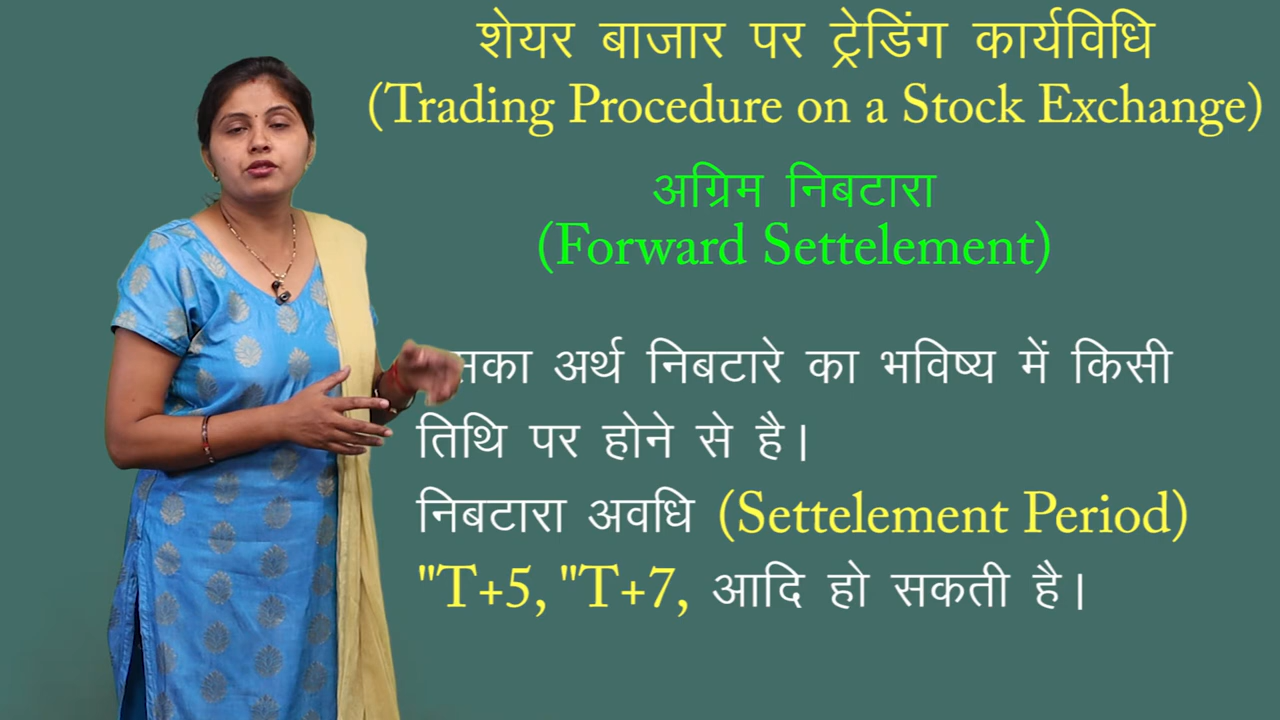 शेयर बाजार पर ट्रेडिंग कार्यविधि
(Trading Procedure on a Stock Exchange)
अग्रिम निबटारा
(Forward Settelement)
अर्थ निबटारे का भविष्य में किसी
तिथि पर होने से है।
निबटारा अवधि (Settelement Period)
"T+5, "T+7, आदि हो सकती है।